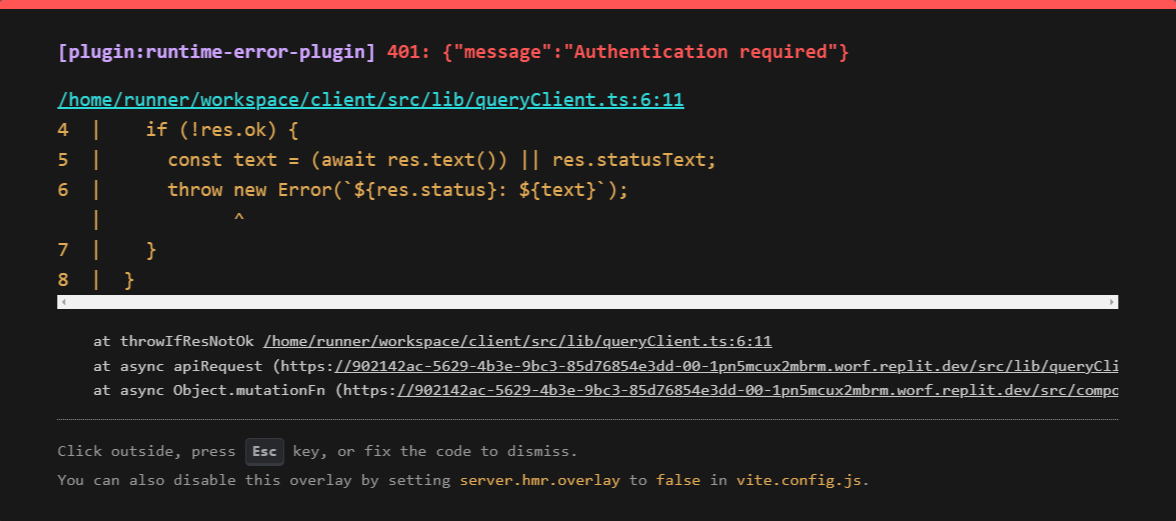 [plugin:runtime-error-plugin] 401: {"message":"Authentication required"}
/home/runner/workspace/client/src/lib/queryClient.ts:6:11
4  |    if (!res.ok) {
5  |      const text = (await res.text()) || res.statusText;
6  |      throw new Error(`${res.status}: ${text}`);
   |            ^
7  |    }
8  |  }
at throwIfResNotOk /home/runner/workspace/client/src/lib/queryClient.ts:6:11
at async apiRequest (https://902142ac-5629-4b3e-9bc3-85d76854e3dd-00-1pn5mcux2mbrm.worf.replit.dev/src/lib/queryCli
at async Object.mutationFn (https://902142ac-5629-4b3e-9bc3-85d76854e3dd-00-1pn5mcux2mbrm.worf.replit.dev/src/compo
Click outside, press Esc key, or fix the code to dismiss.
You can also disable this overlay by setting server.hmr.overlay to false in vite.config.js.